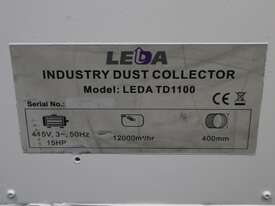 LEDA
INDUSTRY DUST COLLECTOR
Model: LEDA TD1100
Serial No.:
CE
415V, 3~, 50Hz 12000m³/hr 400mm
15HP